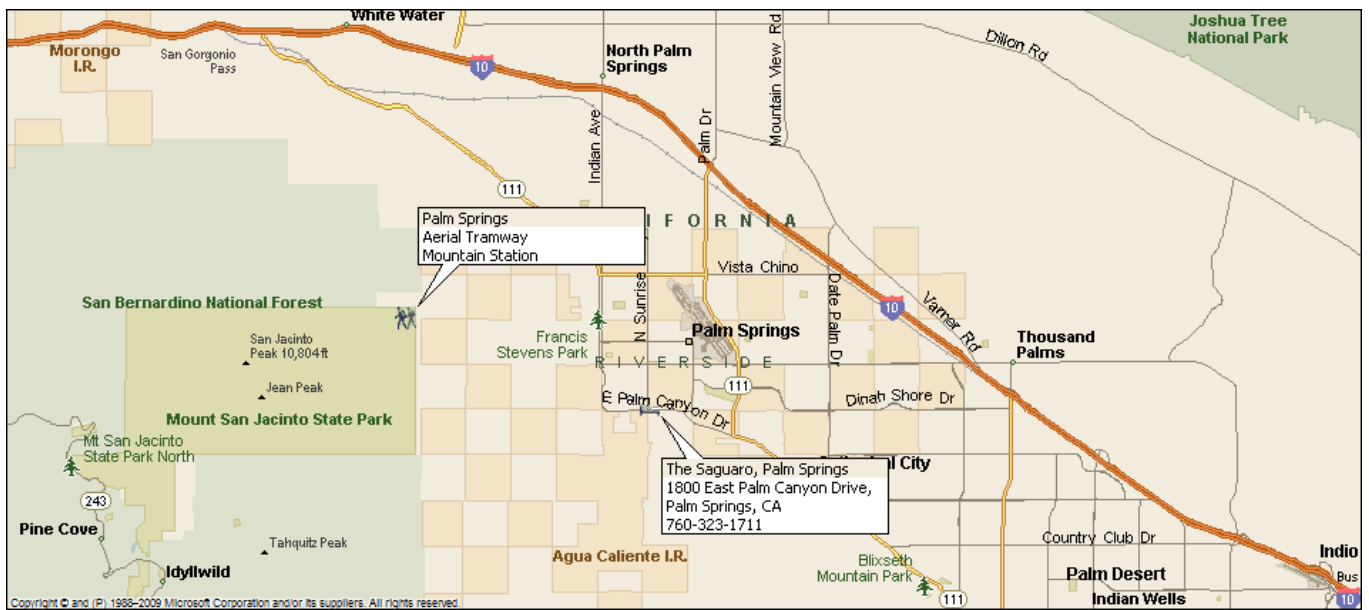 White Water
Joshua Tree
National Park
Morongo
I.R.
San Gorgonio
Pass
10
North Palm
Springs
Mountain View Rd
Dillon Rd
Indian Ave
Palm Dr
111
Palm Springs
Aerial Tramway
Mountain Station
IFORNIA
Vista Chino
San Bernardino National Forest
N Sunrise
Date Palm Dr
10
Varner Rd
San Jacinto
Peak 10,804ft
Francis
Stevens Park
Palm Springs
Thousand
Palms
RIVERSIDE
Jean Peak
111
E Palm Canyon Dr
Dinah Shore Dr
Mount San Jacinto State Park
Mt San Jacinto
State Park North
The Saguaro, Palm Springs
1800 East Palm Canyon Drive,
Palm Springs, CA
760-323-1711
al City
243
Pine Cove
Tahquitz Peak
Idyllwild
Agua Caliente I.R.
Country Club Dr
Indio
Blixseth
Mountain Park
Palm Desert
Bus
Indian Wells
111
10
Copyright © and (P) 1988–2009 Microsoft Corporation and/or its suppliers. All rights reserved.